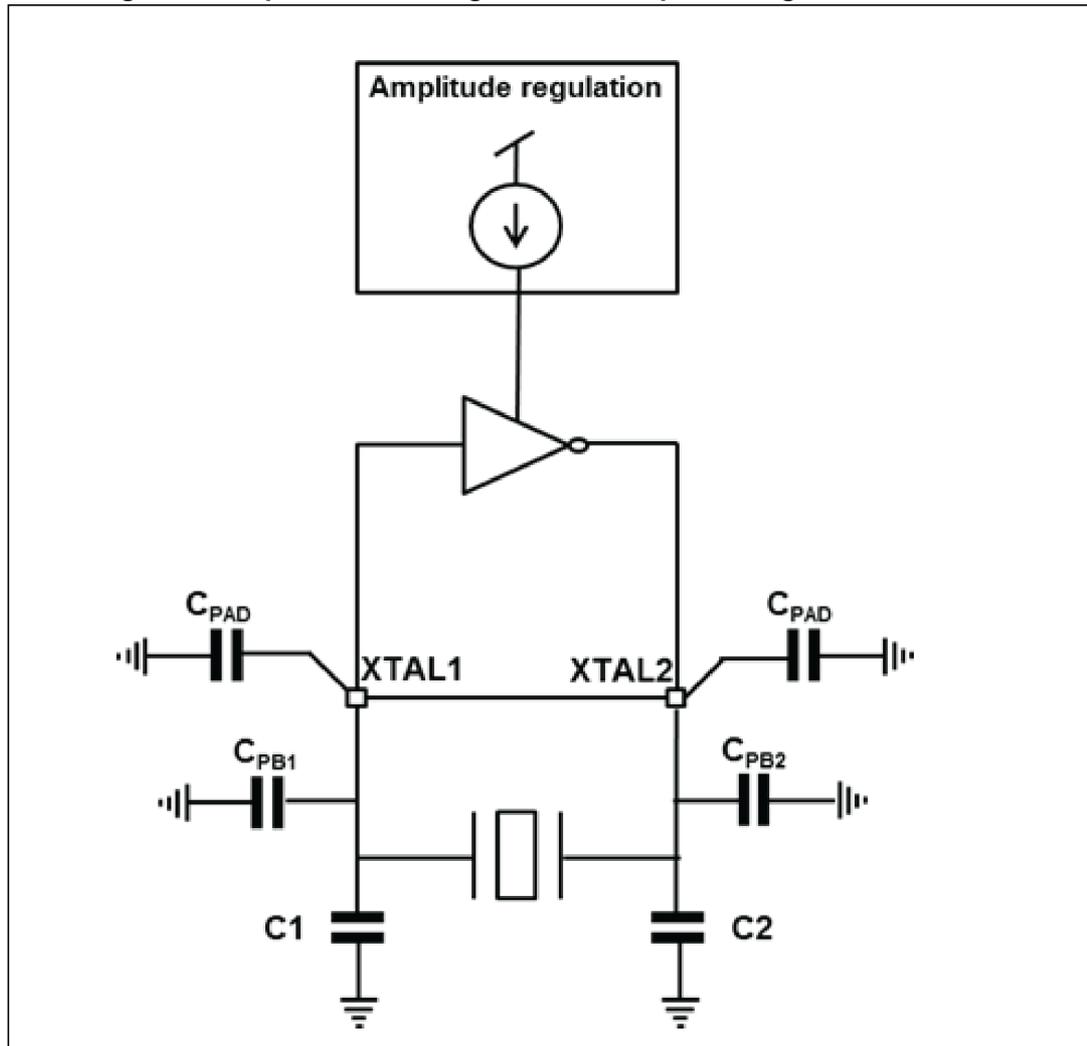 Amplitude regulation
CPAD
CPAD
XTAL1
XTAL2
CPB1
CPB2
C1
C2